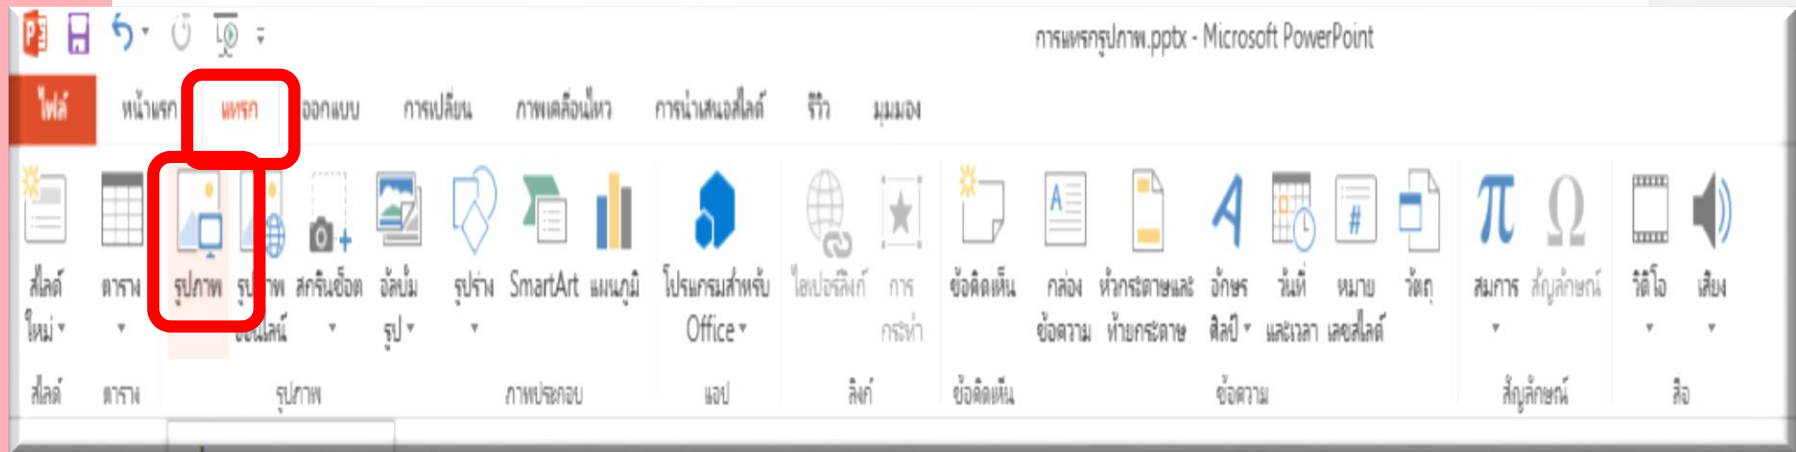 การแทรกรูปภาพ.pptx - Microsoft PowerPoint
ไฟล์ หน้าแรก แทรก ออกแบบ การเปลี่ยน ภาพเคลื่อนไหว การนำเสนอสไลด์ รีวิว มุมมอง
สไลด์ ตาราง รูปภาพ รูปภาพ สกรีนช็อต อัลบั้ม รูปร่าง SmartArt แผนภูมิ โปรแกรมสำหรับ ไฮเปอร์ลิงก์ การ ข้อคิดเห็น กล่อง หัวกระดาษและ อักษร วันที่ หมาย วัตถุ สมการ สัญลักษณ์ วิดีโอ เสียง
ใหม่ ออนไลน์ รูป Office กระทำ ข้อความ ท้ายกระดาษ ศิลป์ และเวลา เลขสไลด์
สไลด์ ตาราง รูปภาพ ภาพประกอบ แอป ลิงก์ ข้อคิดเห็น ข้อความ สัญลักษณ์ สื่อ